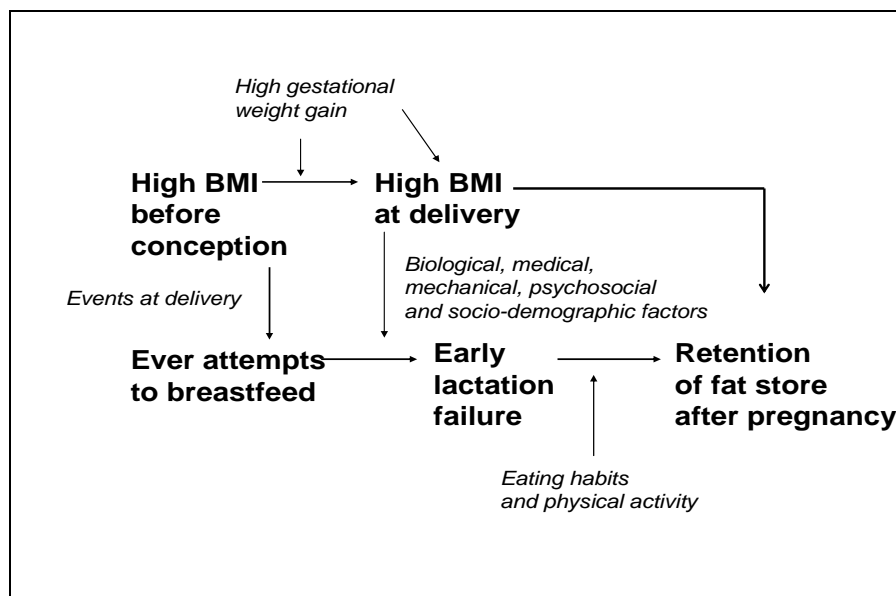 High gestational
weight gain
High BMI
before
conception
High BMI
at delivery
Events at delivery
Biological, medical,
mechanical, psychosocial
and socio-demographic factors
Ever attempts
to breastfeed
Early
lactation
failure
Retention
of fat store
after pregnancy
Eating habits
and physical activity